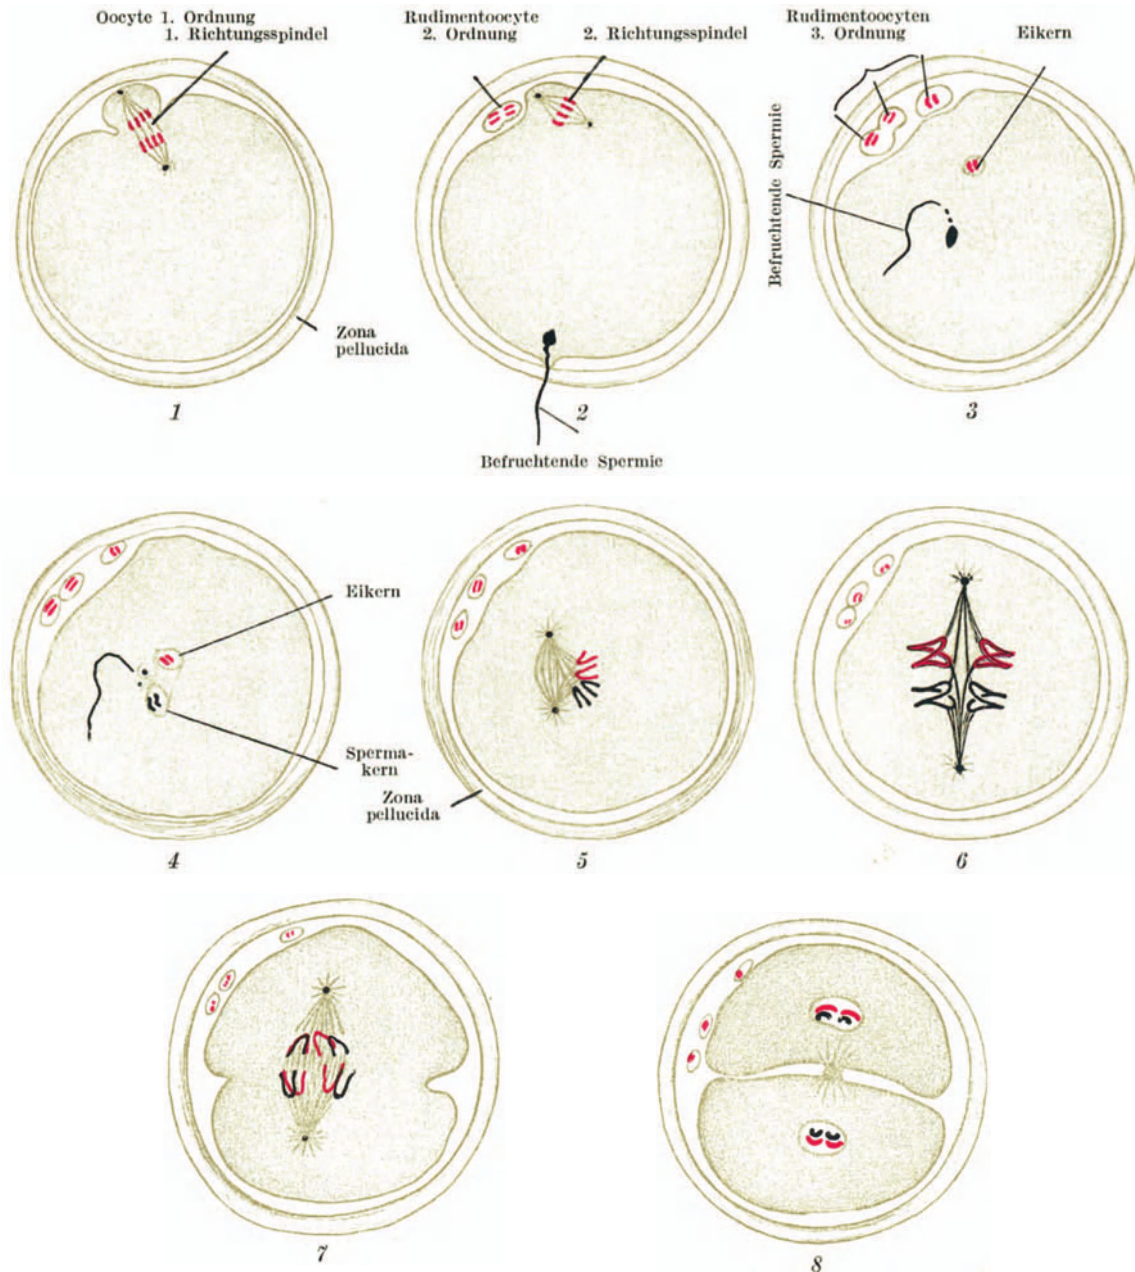 Oocyte 1. Ordnung
1. Richtungsspindel
Zona
pellucida
1
Rudimentoocyte
2. Ordnung
2. Richtungsspindel
2
Befruchtende Spermie
Rudimentoocyten
3. Ordnung
Eikern
Befruchtende Spermie
3
Eikern
Sperma-
kern
4
Zona
pellucida
5
6
7
8